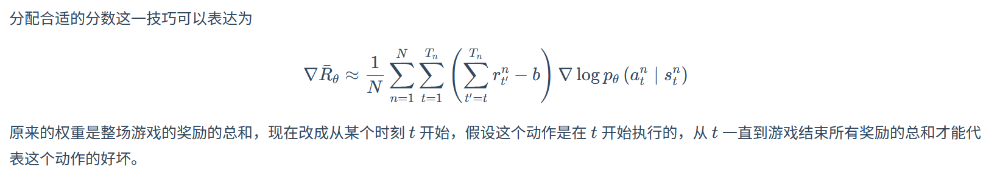 分配合适的分数这一技巧可以表达为
$$\nabla \bar{R}_{\theta} \approx \frac{1}{N} \sum_{n=1}^{N} \sum_{t=1}^{T_n} \left( \sum_{t'=t}^{T_n} r_{t'}^{n} - b \right) \nabla \log p_{\theta} \left( a_t^n \mid s_t^n \right)$$
原来的权重是整场游戏的奖励的总和，现在改成从某个时刻 $t$ 开始，假设这个动作是在 $t$ 开始执行的，从 $t$ 一直到游戏结束所有奖励的总和才能代
表这个动作的好坏。